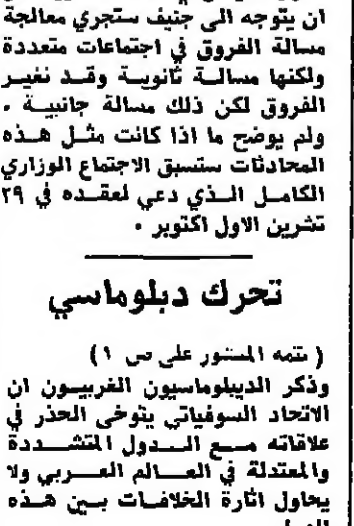 ان يتوجه الى جنيف ستجري معالجة
مسالة الفروق في اجتماعات متعددة
ولكنها مسالة ثانوية وقد نغير
الفروق لكن ذلك مسالة جانبية .
ولم يوضح ما اذا كانت مثل هذه
المحادثات ستسبق الاجتماع الوزاري
الكامل الذي دعي لعقده في ٢٩
تشرين الاول اكتوبر .
تحرك دبلوماسي
( تتمه المنشور على ص ١ )
وذكر الديبلوماسيون الغربيون ان
الاتحاد السوفياتي يتوخى الحذر في
علاقاته مع الدول المتشددة
والمعتدلة في العالم العربي ولا
يحاول اثارة الخلافات بين هذه